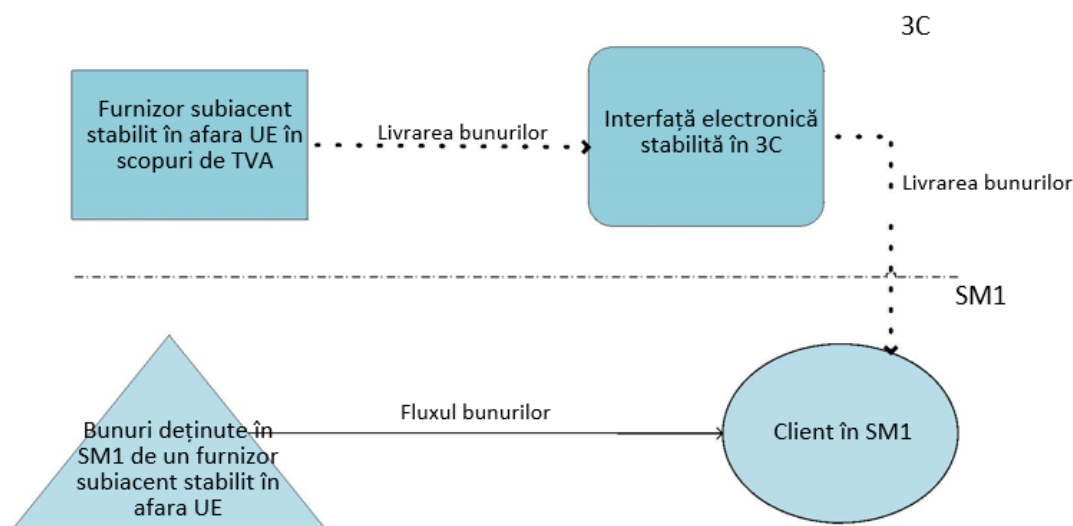 3C
Furnizor subiacent
stabilit în afara UE în
scopuri de TVA
Livrarea bunurilor
Interfață electronică
stabilită în 3C
Livrarea bunurilor
SM1
Bunuri deținute în
SM1 de un furnizor
subiacent stabilit în
afara UE
Fluxul bunurilor
Client în SM1